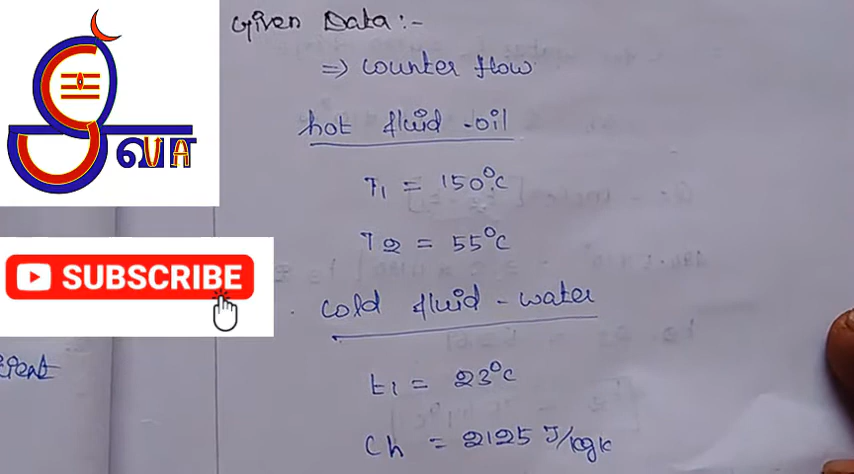 Given Data:-
=> counter flow
hot fluid - oil
T1 = 150°C
T2 = 55°C
cold fluid - water
t1 = 23°C
Ch = 2125 J/kgk
வா
SUBSCRIBE